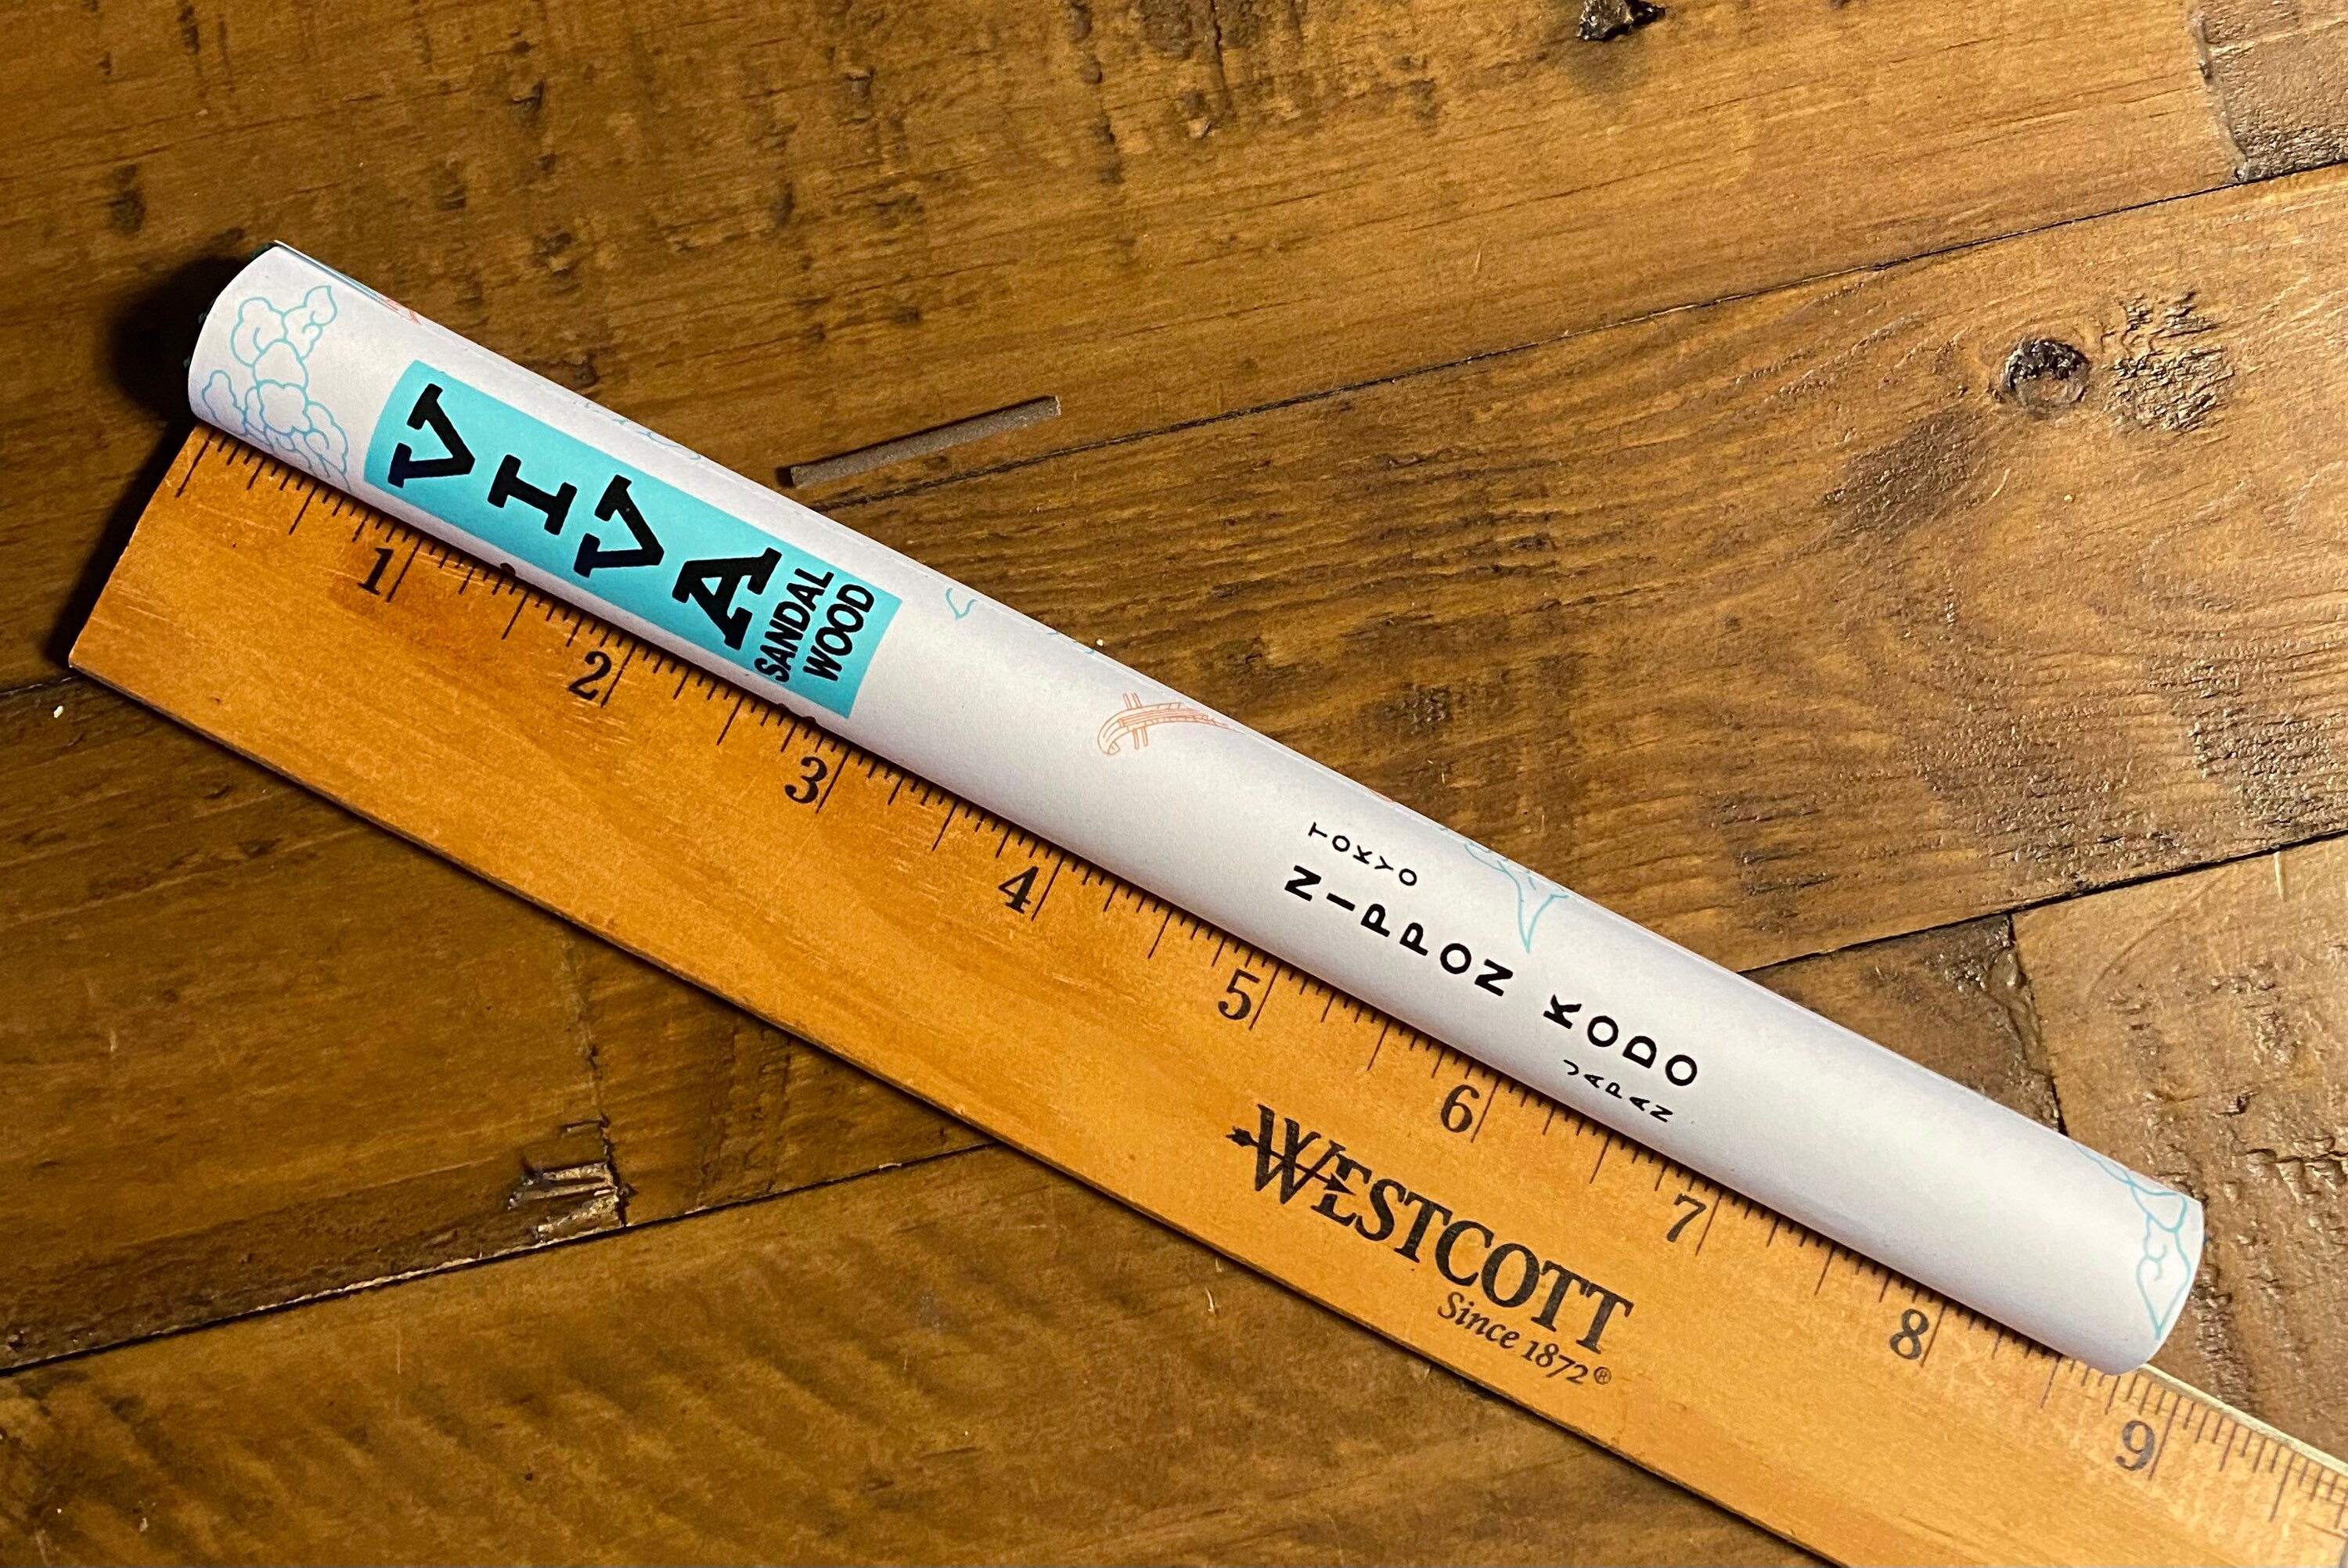 VIVA
SANDAL
WOOD
TOKYO
NIPPON KODO
JAPAN
1 2 3 4 5 6 7 8 9
WESTCOTT
Since 1872®